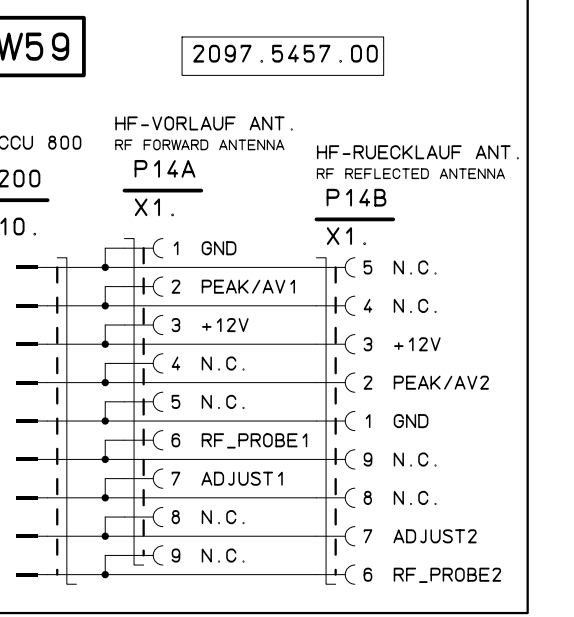 W59
2097.5457.00
HF-VORLAUF ANT.
CCU 800
RF FORWARD ANTENNA
HF-RUECKLAUF ANT.
200
P14A
RF REFLECTED ANTENNA
P14B
X1.
10.
X1.
1 GND
5 N.C.
2 PEAK/AV1
4 N.C.
3 +12V
3 +12V
4 N.C.
2 PEAK/AV2
5 N.C.
1 GND
6 RF_PROBE1
9 N.C.
7 ADJUST1
8 N.C.
8 N.C.
7 ADJUST2
9 N.C.
6 RF_PROBE2